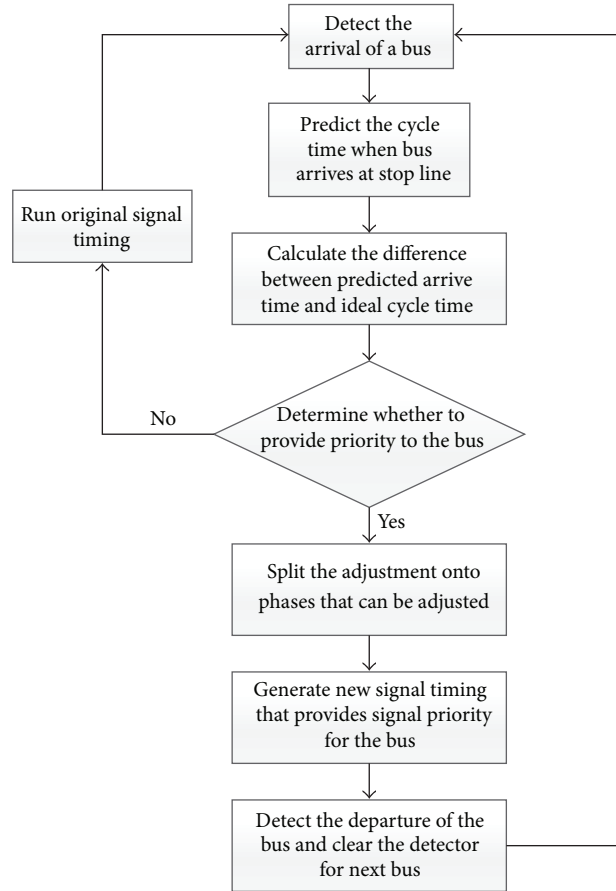 Detect the
arrival of a bus
Predict the cycle
time when bus
arrives at stop line
Run original signal
timing
Calculate the difference
between predicted arrive
time and ideal cycle time
No
Determine whether to
provide priority to the bus
Yes
Split the adjustment onto
phases that can be adjusted
Generate new signal timing
that provides signal priority
for the bus
Detect the departure of the
bus and clear the detector
for next bus